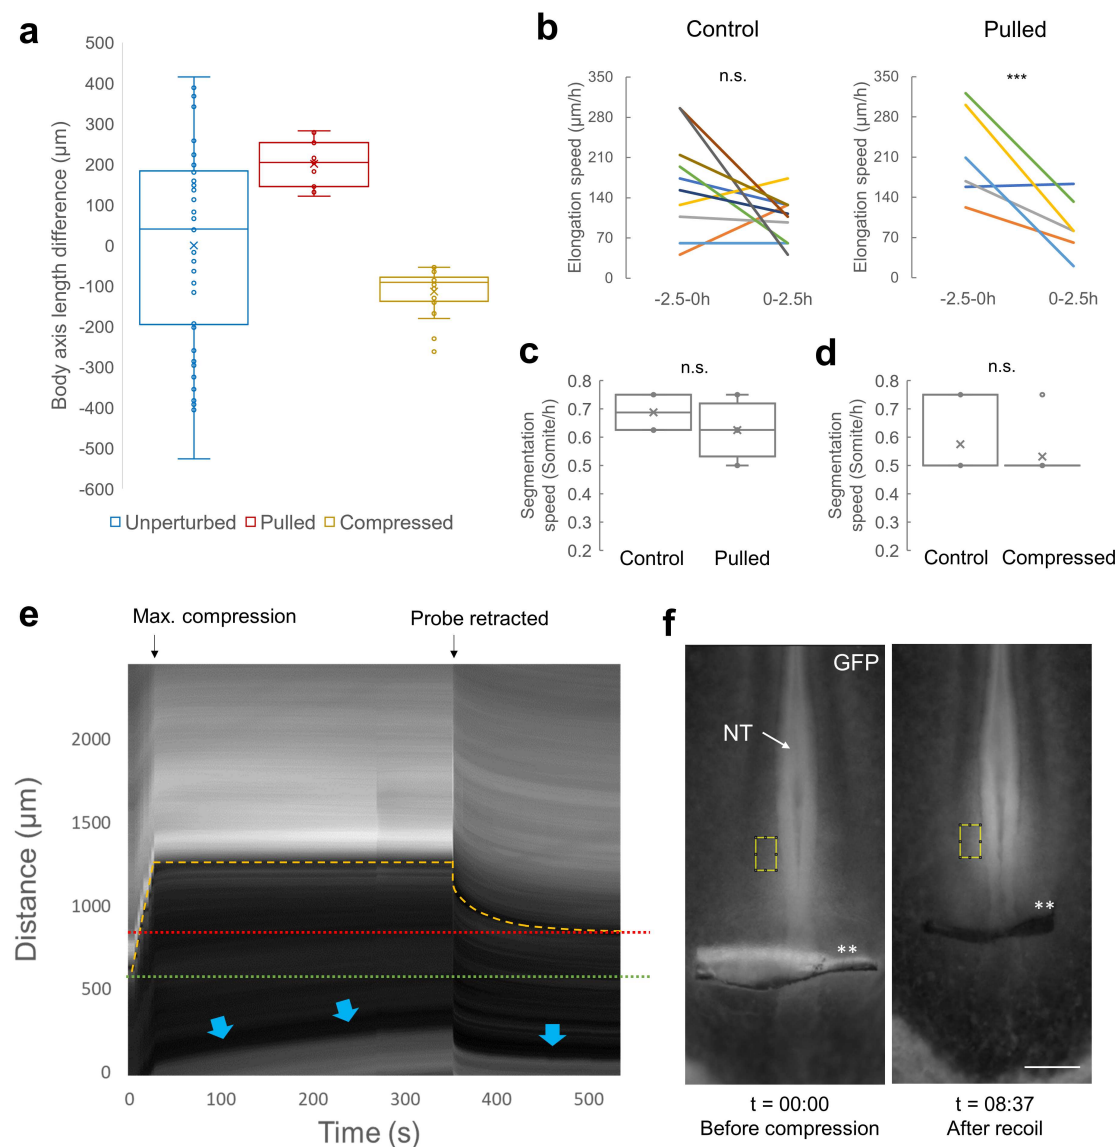 a
500
400
300
200
100
0
-100
-200
-300
-400
-500
-600
Body axis length difference (µm)
Unperturbed Pulled Compressed
b
Control
n.s.
350
280
210
140
70
0
Elongation speed (µm/h)
-2.5-0h 0-2.5h
Pulled
***
350
280
210
140
70
0
Elongation speed (µm/h)
-2.5-0h 0-2.5h
c
n.s.
0.8
0.7
0.6
0.5
0.4
0.3
0.2
Segmentation
speed (Somite/h)
Control Pulled
d
n.s.
0.8
0.7
0.6
0.5
0.4
0.3
0.2
Segmentation
speed (Somite/h)
Control Compressed
e
Max. compression
Probe retracted
2000
1500
1000
500
0
Distance (µm)
0 100 200 300 400 500
Time (s)
f
GFP
NT
**
**
t = 00:00
Before compression
t = 08:37
After recoil